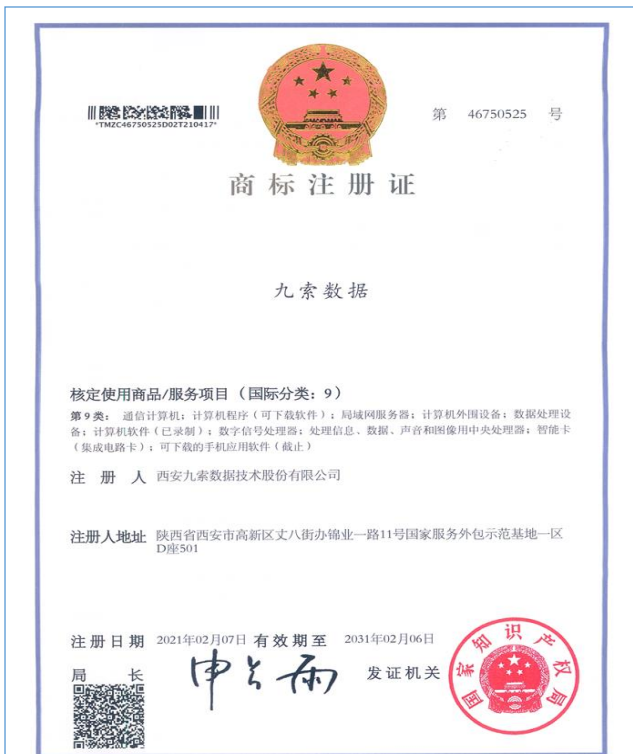 *TMZC46750525D02T210417*
第 46750525 号
商标注册证
九索数据
核定使用商品/服务项目（国际分类：9）
第9类： 通信计算机；计算机程序（可下载软件）；局域网服务器；计算机外围设备；数据处理设
备；计算机软件（已录制）；数字信号处理器；处理信息、数据、声音和图像用中央处理器；智能卡
（集成电路卡）；可下载的手机应用软件（截止）
注册人 西安九索数据技术股份有限公司
注册人地址 陕西省西安市高新区丈八街办锦业一路11号国家服务外包示范基地一区
D座501
注册日期 2021年02月07日 有效期至 2031年02月06日
局长 申长雨 发证机关
国家知识产权局